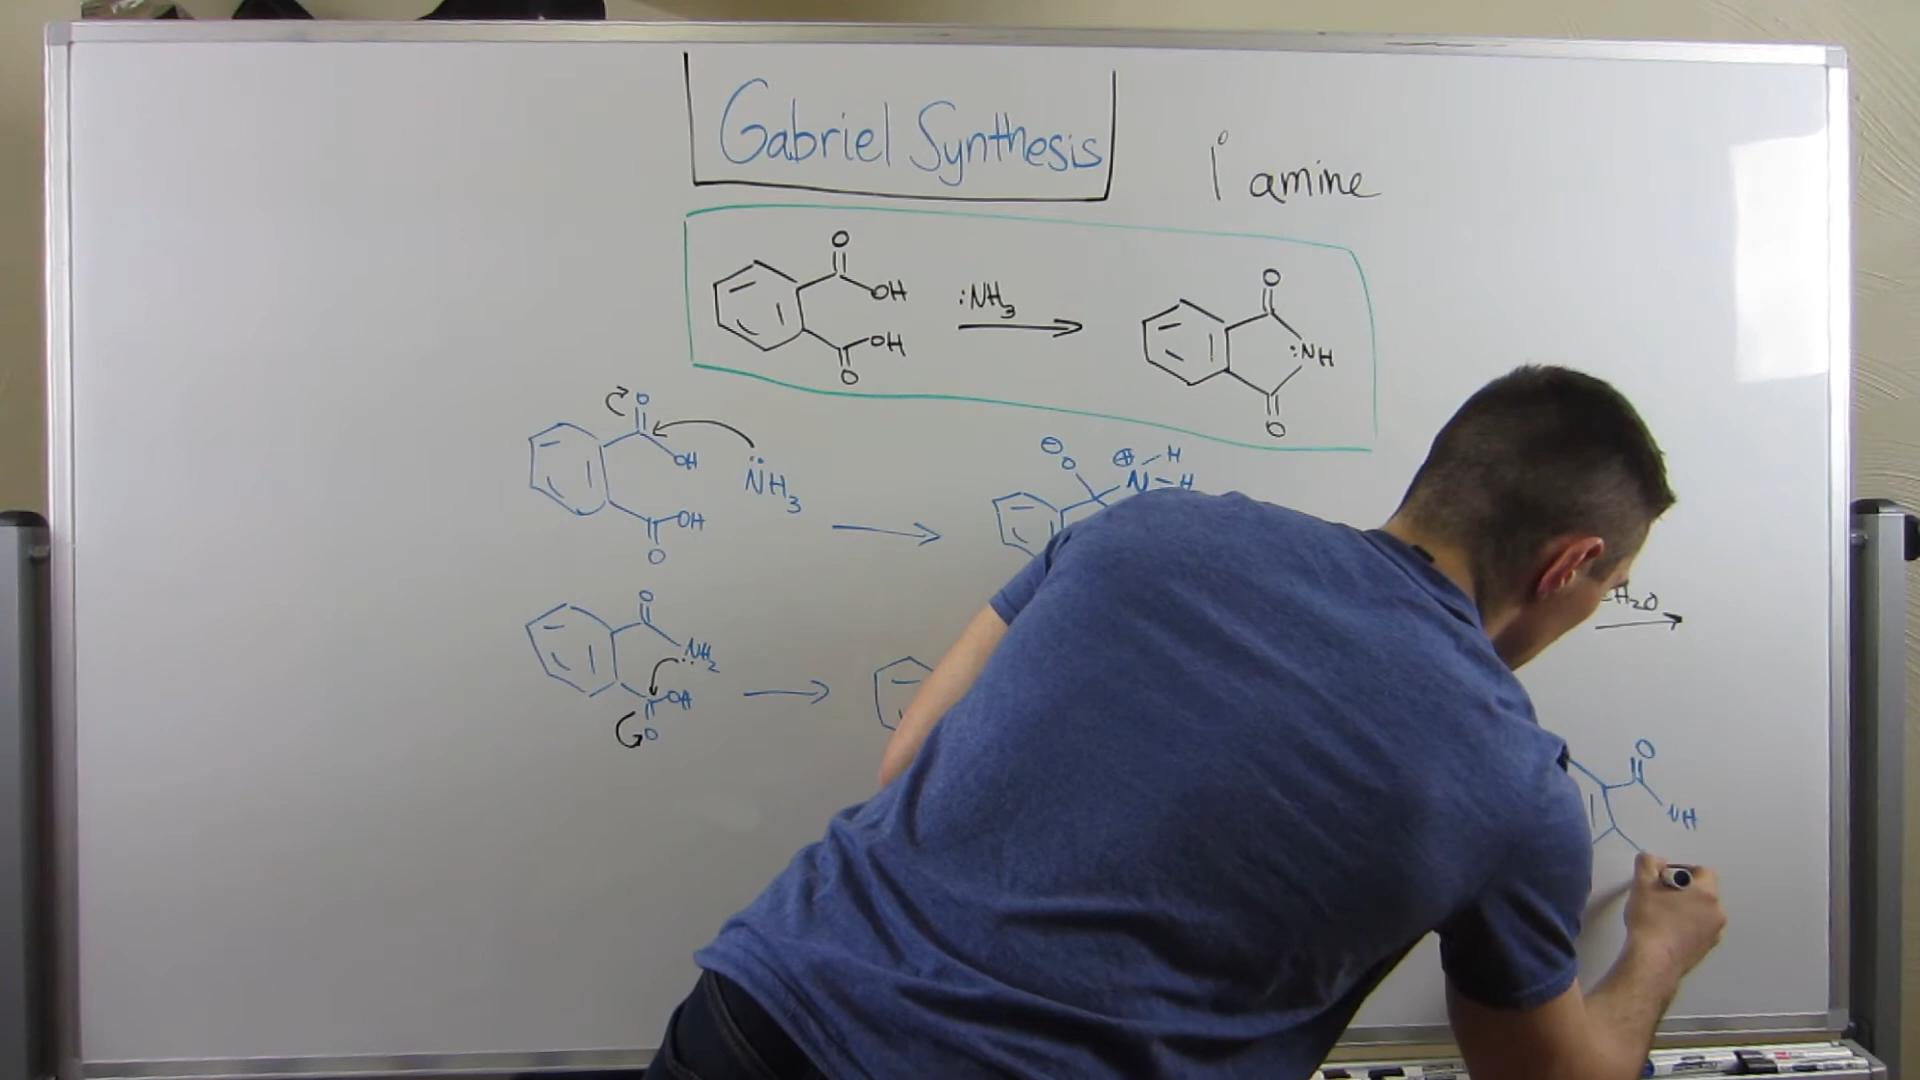 Gabriel Synthesis
1° amine
O
OH :NH3
OH
O
O
:NH
O
O
OH
NH3
OH
O
⊖
O ⊕ H
N-H
O
NH2
OH
O
H2O
O
NH